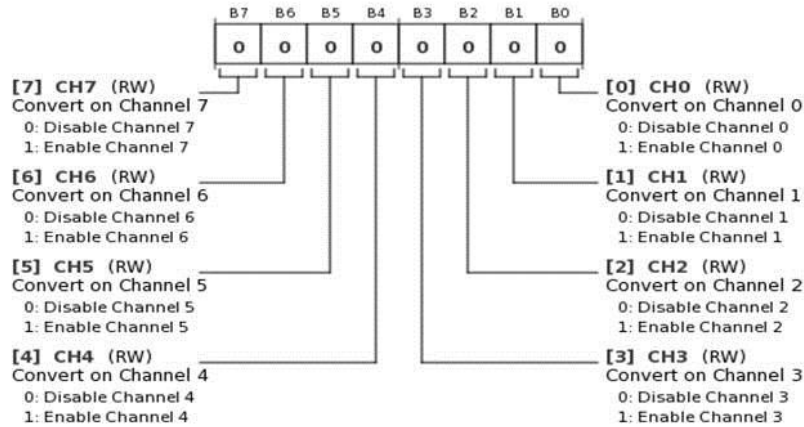 B7 B6 B5 B4 B3 B2 B1 B0
0 0 0 0 0 0 0 0
[7] CH7 (RW)
Convert on Channel 7
0: Disable Channel 7
1: Enable Channel 7
[6] CH6 (RW)
Convert on Channel 6
0: Disable Channel 6
1: Enable Channel 6
[5] CH5 (RW)
Convert on Channel 5
0: Disable Channel 5
1: Enable Channel 5
[4] CH4 (RW)
Convert on Channel 4
0: Disable Channel 4
1: Enable Channel 4
[0] CH0 (RW)
Convert on Channel 0
0: Disable Channel 0
1: Enable Channel 0
[1] CH1 (RW)
Convert on Channel 1
0: Disable Channel 1
1: Enable Channel 1
[2] CH2 (RW)
Convert on Channel 2
0: Disable Channel 2
1: Enable Channel 2
[3] CH3 (RW)
Convert on Channel 3
0: Disable Channel 3
1: Enable Channel 3